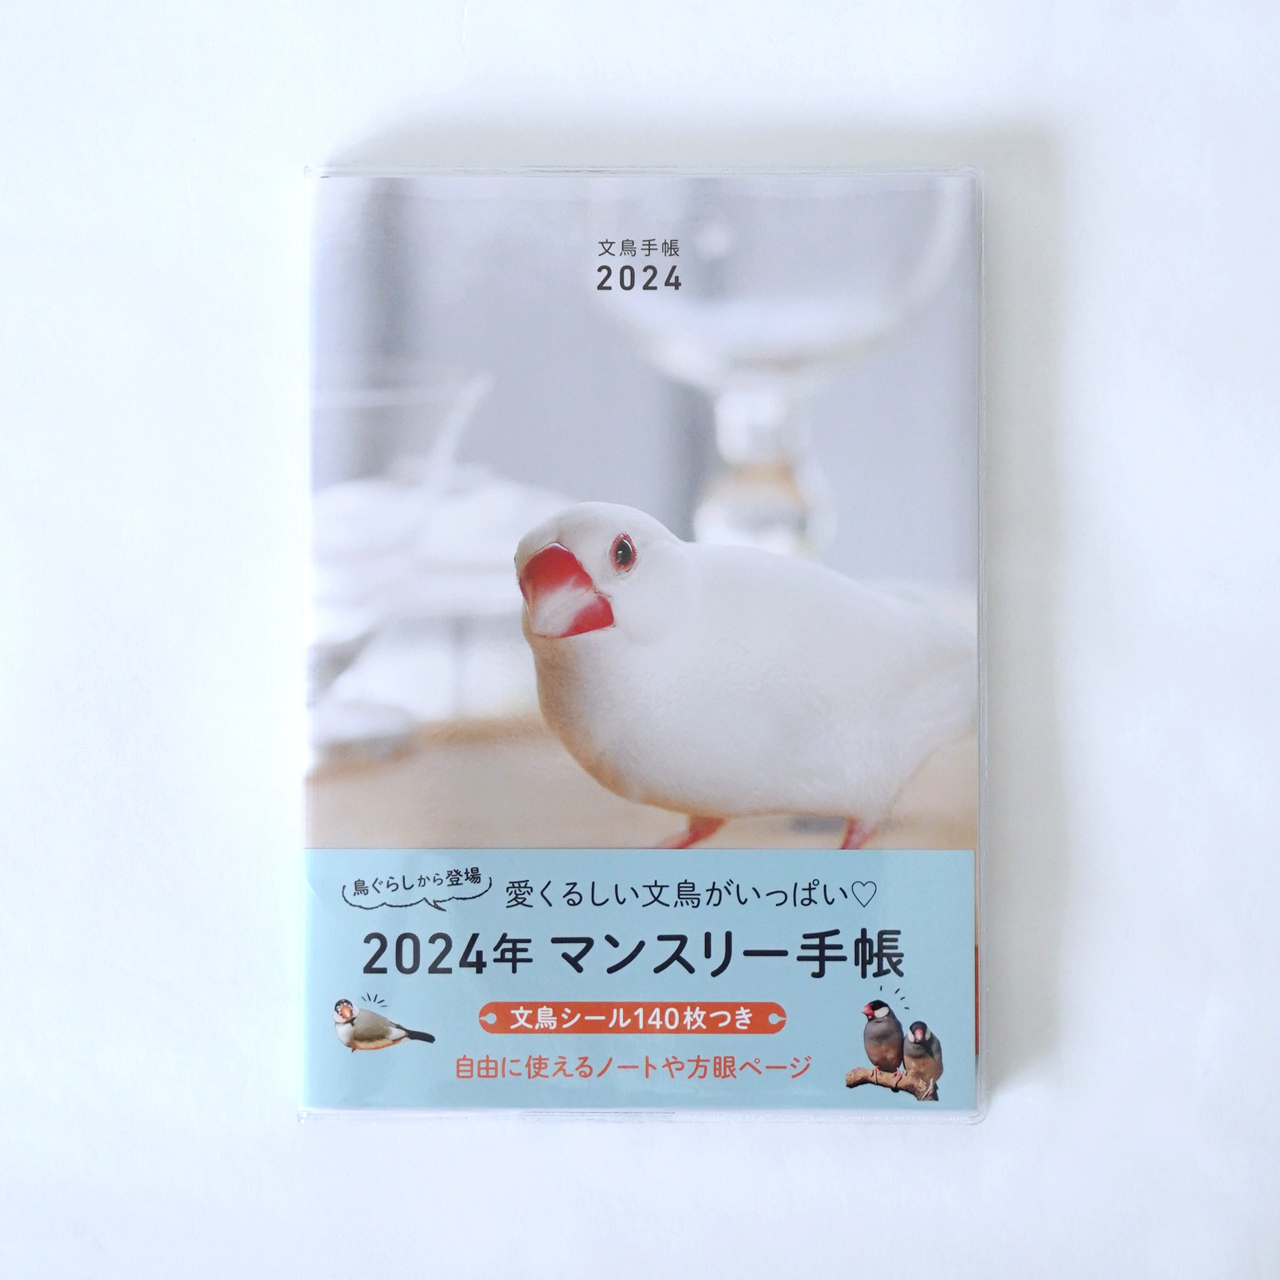 文鳥手帳
2024
鳥ぐらしから登場
愛くるしい文鳥がいっぱい♡
2024年 マンスリー手帳
文鳥シール140枚つき
自由に使えるノートや方眼ページ